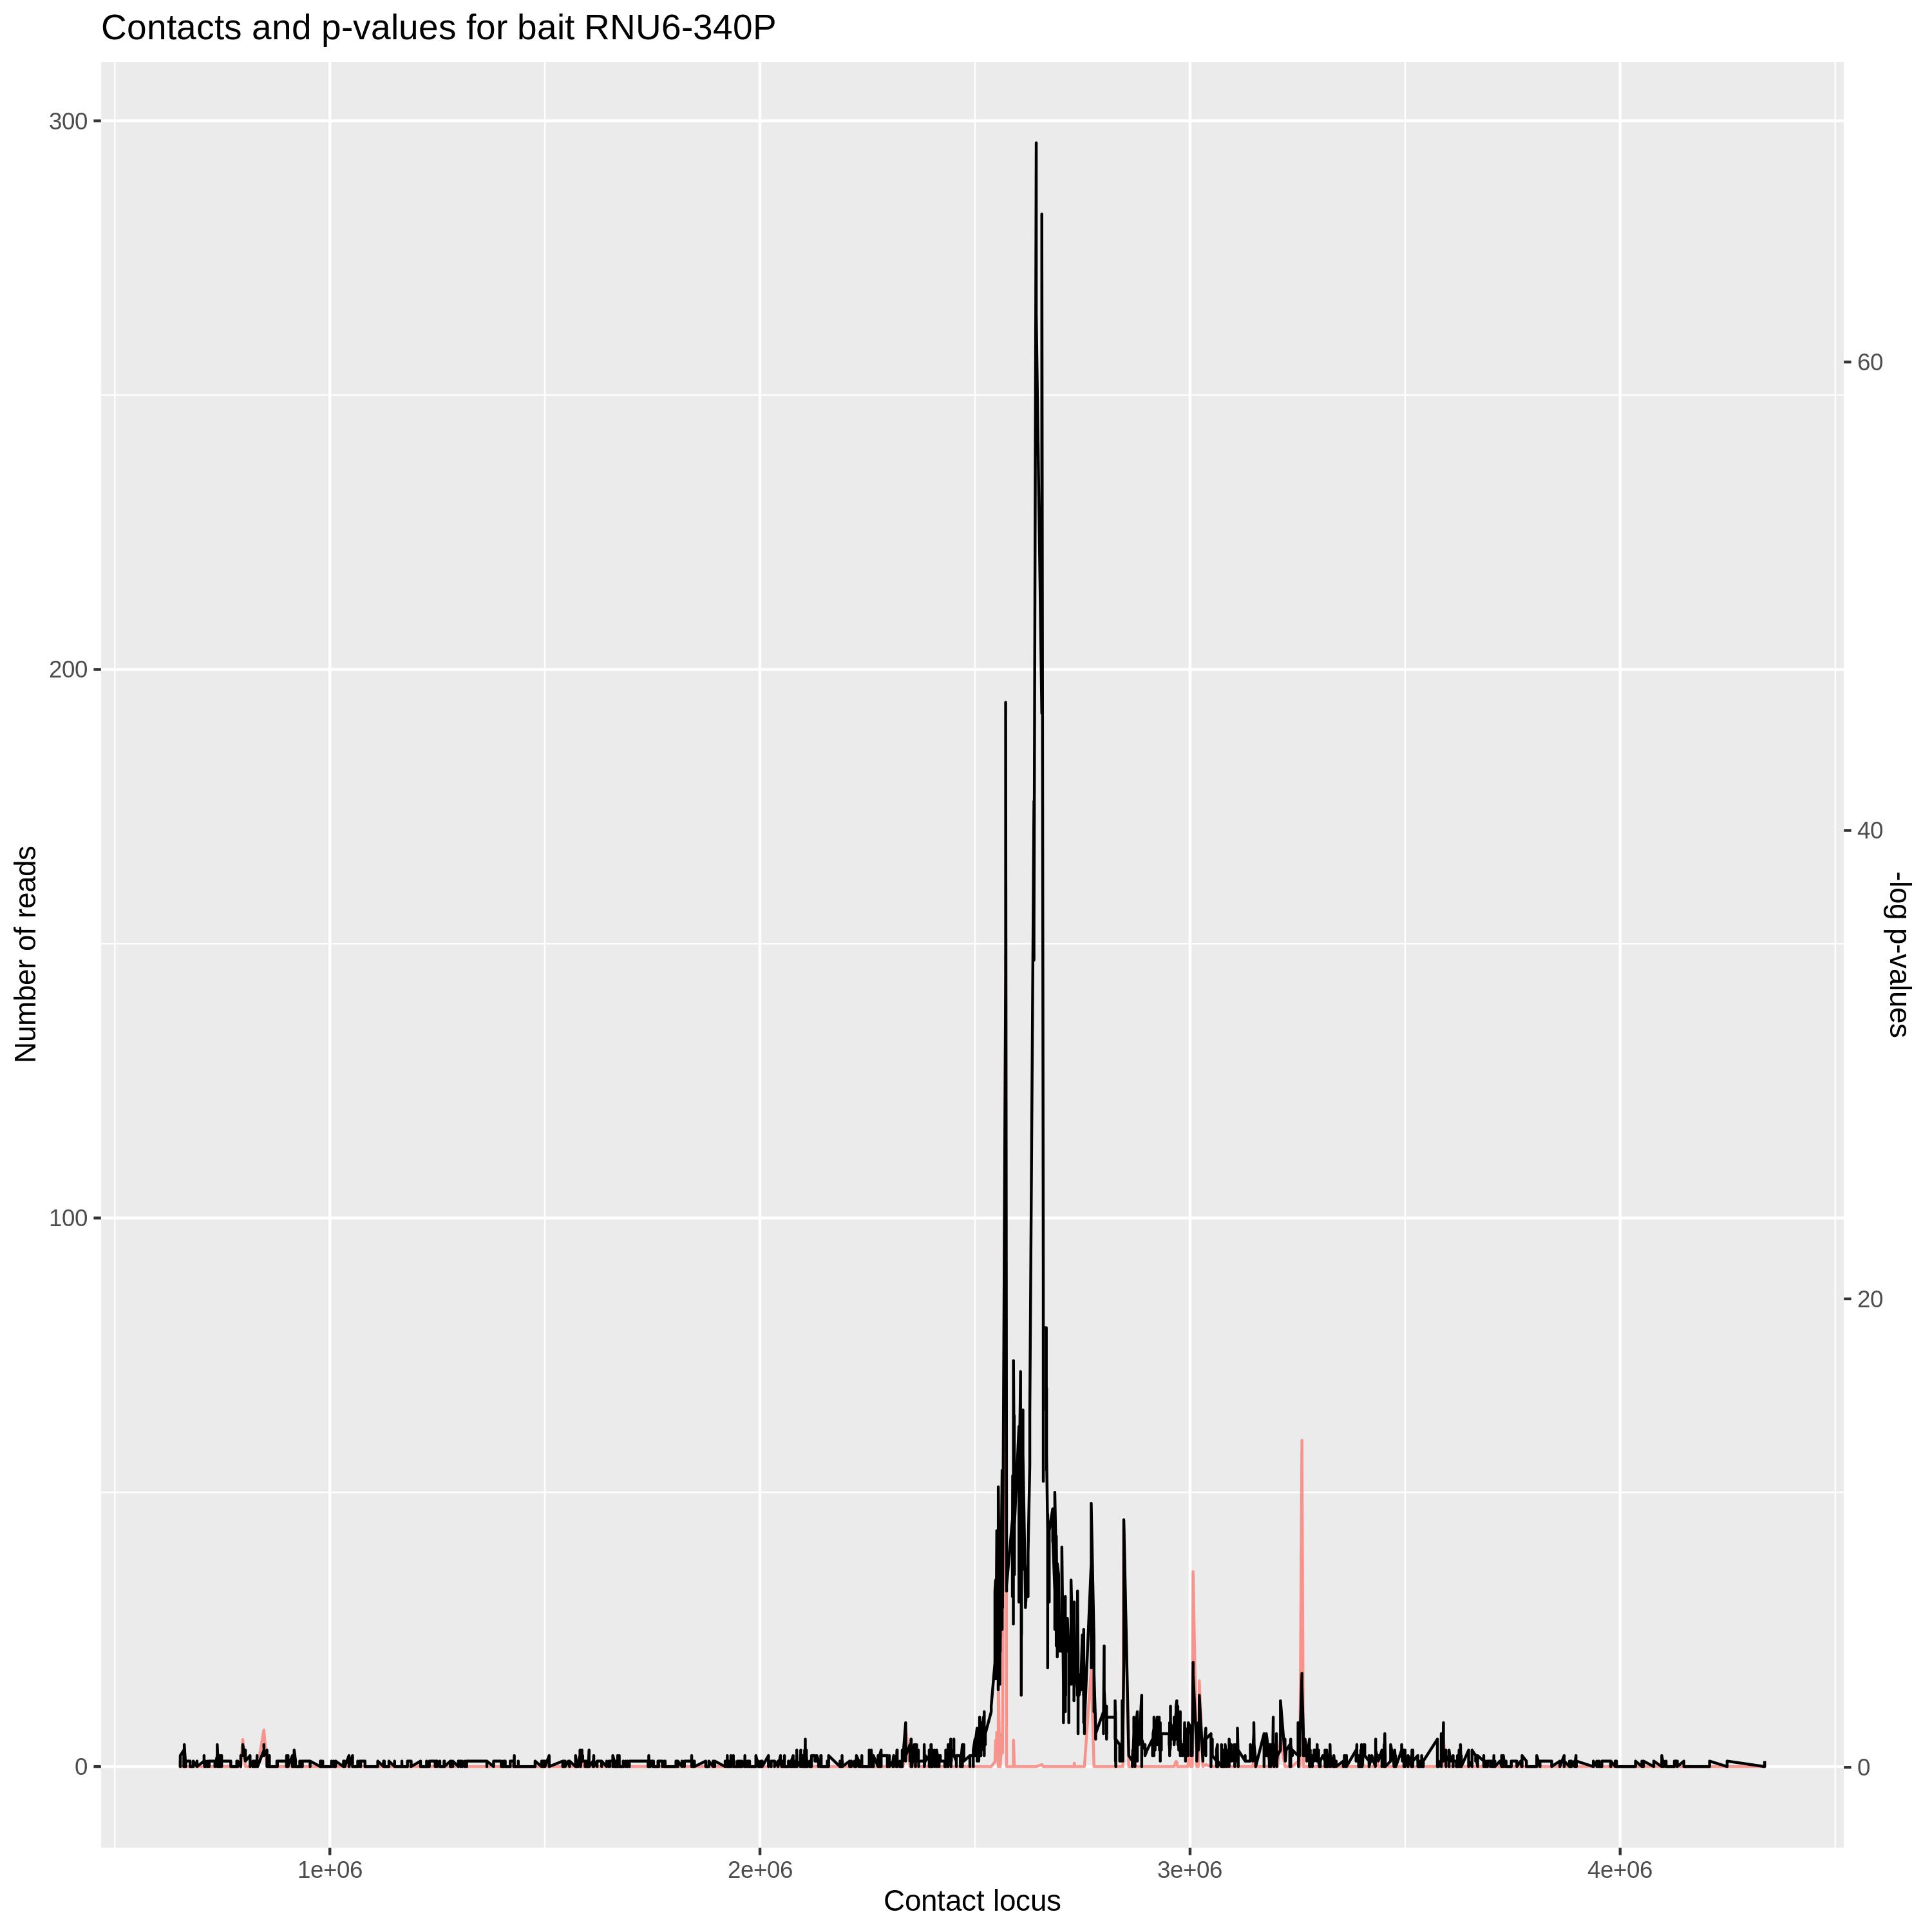 Contacts and p-values for bait RNU6-340P
300
200
100
0
Number of reads
60
40
20
0
-log p-values
1e+06
2e+06
3e+06
4e+06
Contact locus